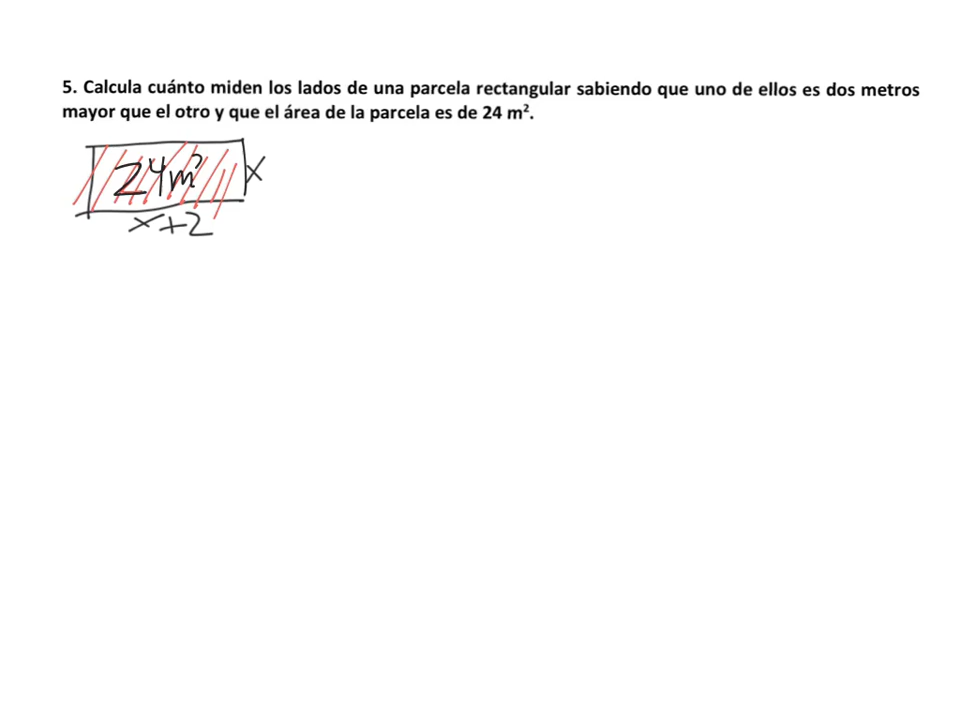 5. Calcula cuánto miden los lados de una parcela rectangular sabiendo que uno de ellos es dos metros
mayor que el otro y que el área de la parcela es de 24 m².
24m²
x
x+2